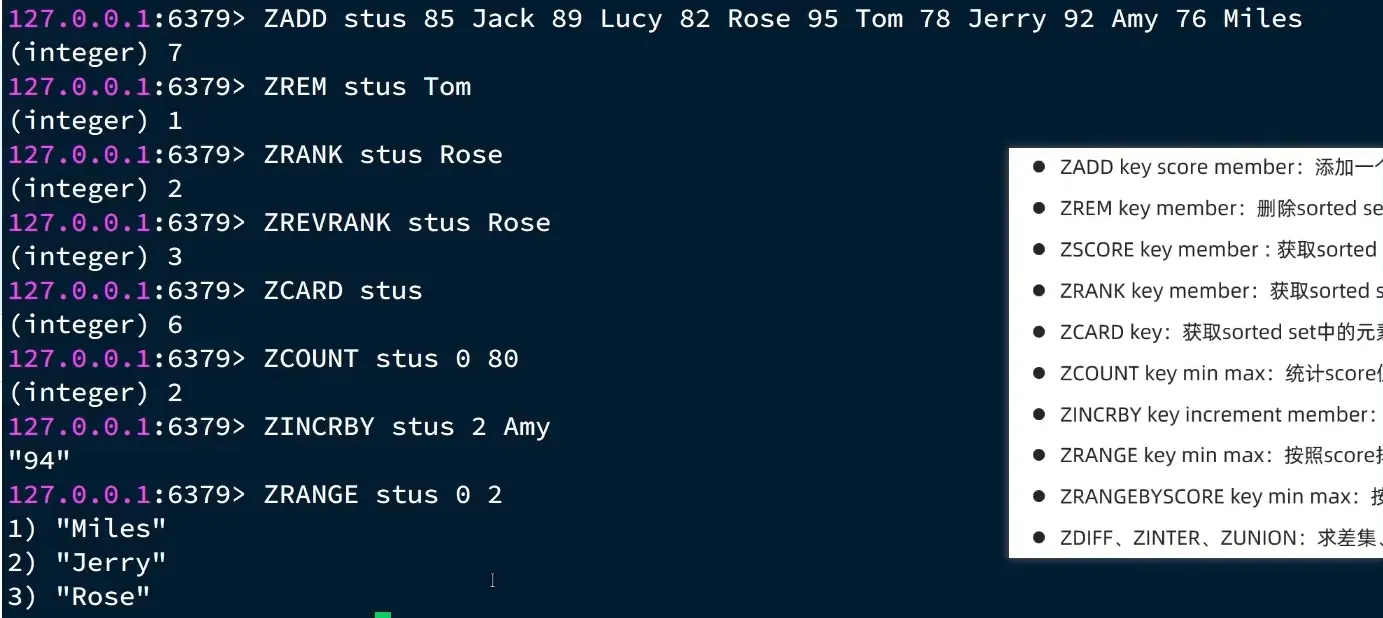 127.0.0.1:6379> ZADD stus 85 Jack 89 Lucy 82 Rose 95 Tom 78 Jerry 92 Amy 76 Miles
(integer) 7
127.0.0.1:6379> ZREM stus Tom
(integer) 1
127.0.0.1:6379> ZRANK stus Rose
(integer) 2
127.0.0.1:6379> ZREVRANK stus Rose
(integer) 3
127.0.0.1:6379> ZCARD stus
(integer) 6
127.0.0.1:6379> ZCOUNT stus 0 80
(integer) 2
127.0.0.1:6379> ZINCRBY stus 2 Amy
"94"
127.0.0.1:6379> ZRANGE stus 0 2
1) "Miles"
2) "Jerry"
3) "Rose"
● ZADD key score member：添加一
● ZREM key member：删除sorted se
● ZSCORE key member : 获取sorted
● ZRANK key member：获取sorted s
● ZCARD key：获取sorted set中的元
● ZCOUNT key min max：统计score
● ZINCRBY key increment member：
● ZRANGE key min max：按照score
● ZRANGEBYSCORE key min max：
● ZDIFF、ZINTER、ZUNION：求差集、